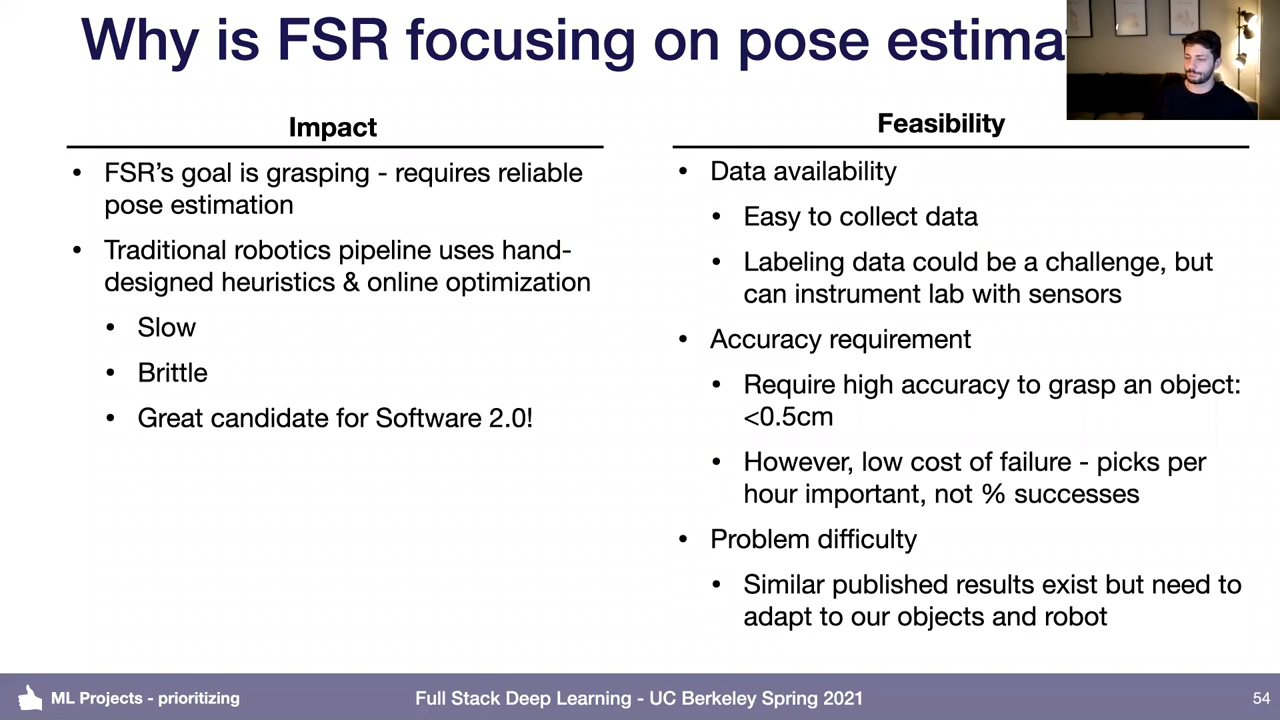 Why is FSR focusing on pose
Impact
• FSR's goal is grasping - requires reliable
pose estimation
• Traditional robotics pipeline uses hand-
designed heuristics & online optimization
• Slow
• Brittle
• Great candidate for Software 2.0!
Feasibility
• Data availability
• Easy to collect data
• Labeling data could be a challenge, but
can instrument lab with sensors
• Accuracy requirement
• Require high accuracy to grasp an object:
<0.5cm
• However, low cost of failure - picks per
hour important, not % successes
• Problem difficulty
• Similar published results exist but need to
adapt to our objects and robot
ML Projects - prioritizing
Full Stack Deep Learning - UC Berkeley Spring 2021
54